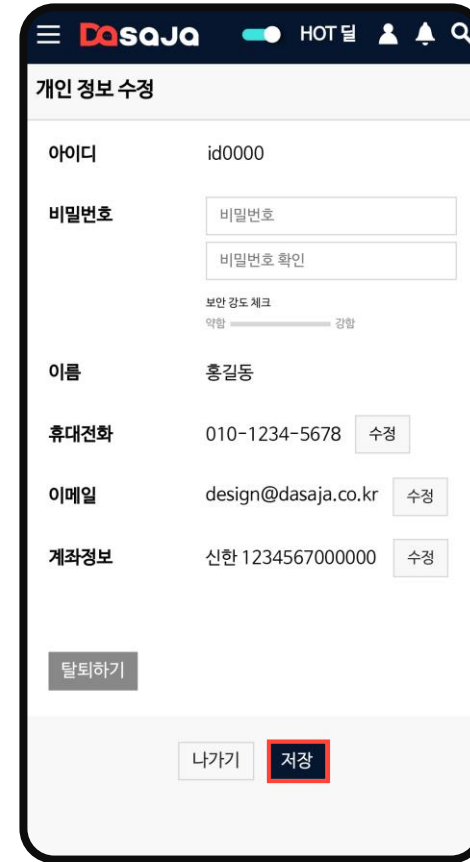 Dasaja HOT딜
개인 정보 수정
아이디 id0000
비밀번호 비밀번호
비밀번호 확인
보안 강도 체크
약함 강함
이름 홍길동
휴대전화 010-1234-5678 수정
이메일 design@dasaja.co.kr 수정
계좌정보 신한 1234567000000 수정
탈퇴하기
나가기 저장